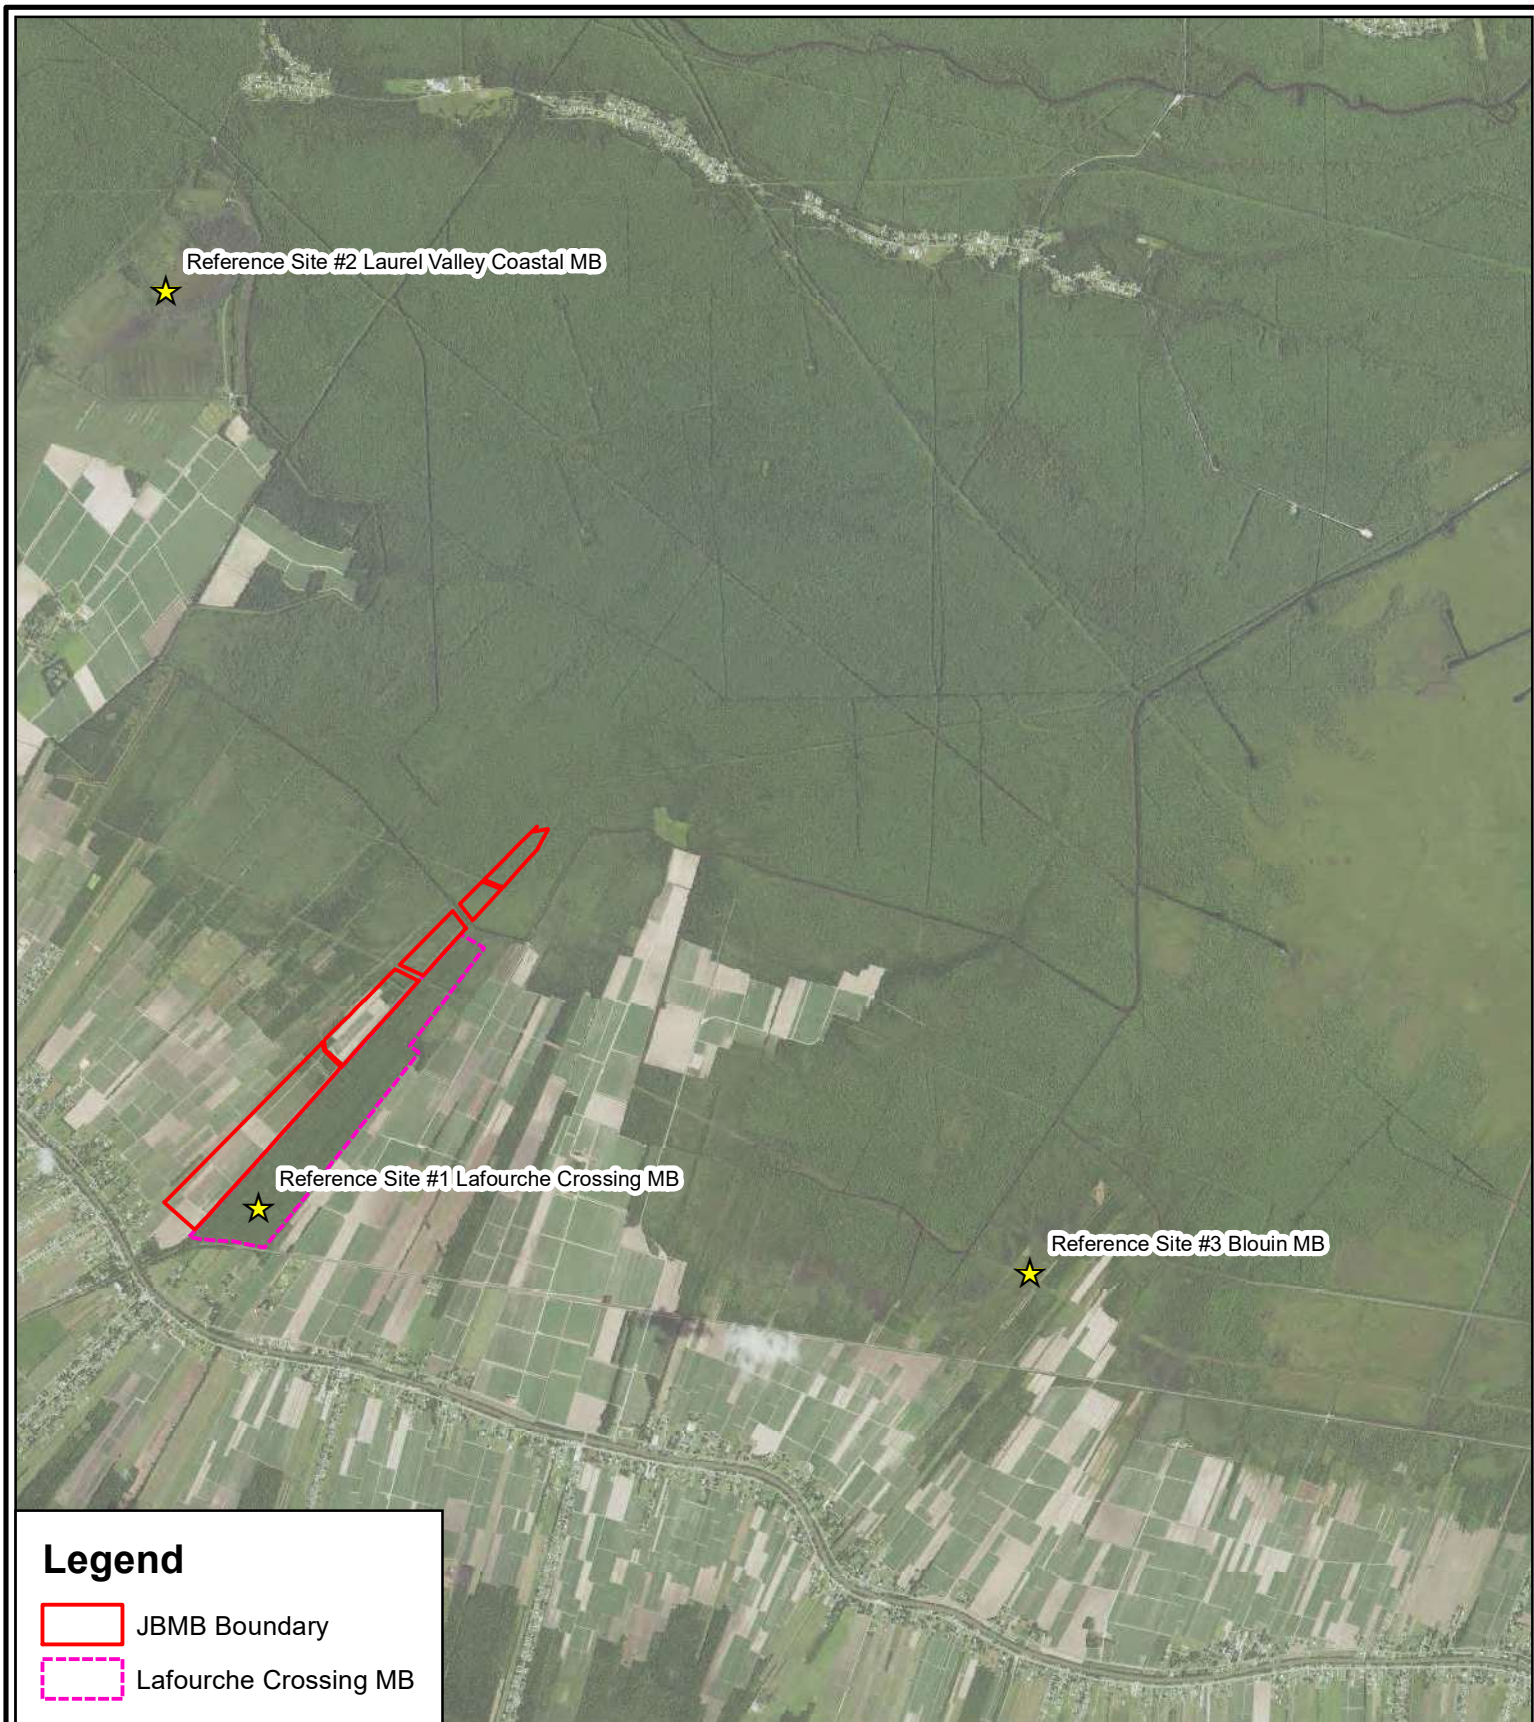 Reference Site #2 Laurel Valley Coastal MB
Reference Site #1 Lafourche Crossing MB
Reference Site #3 Blouin MB
Legend
JBMB Boundary
Lafourche Crossing MB